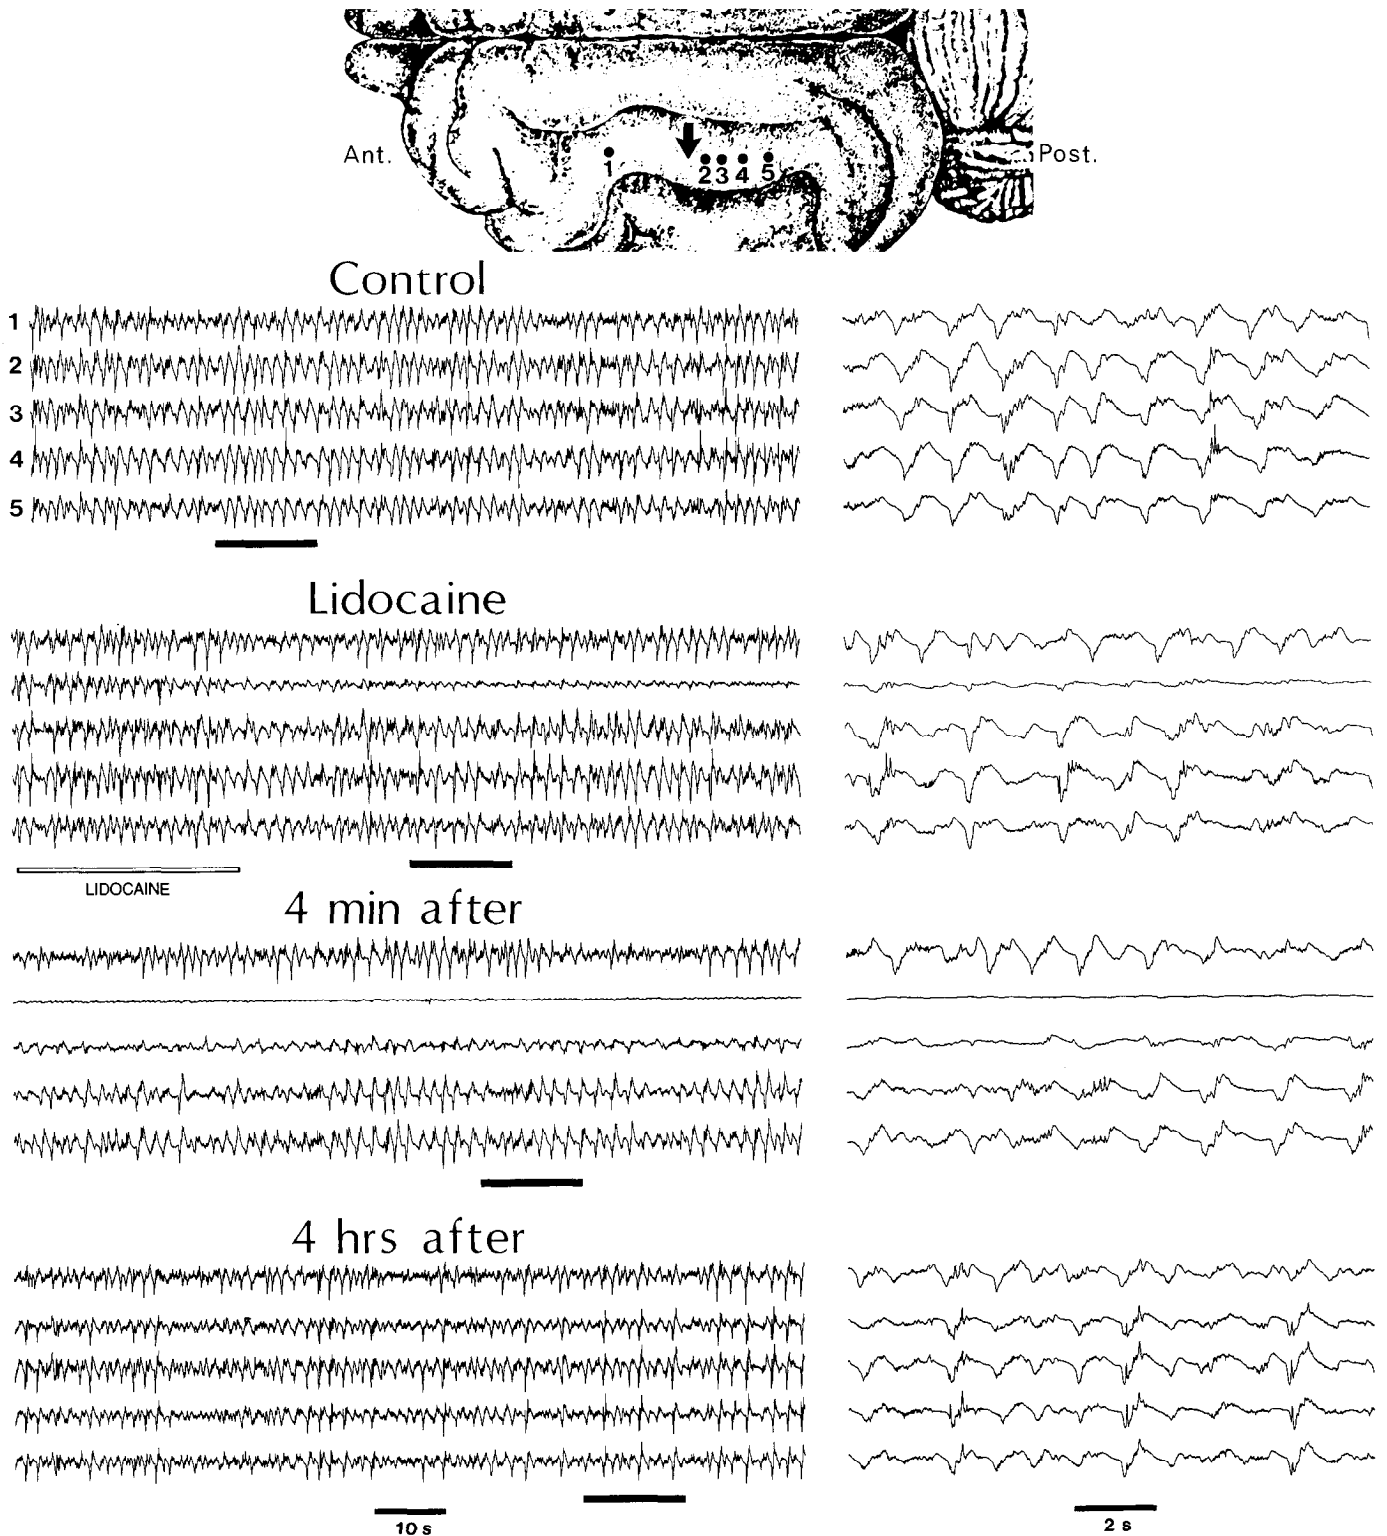 Ant.
Post.
1
2 3 4 5
Control
1
2
3
4
5
Lidocaine
LIDOCAINE
4 min after
4 hrs after
10 s
2 s